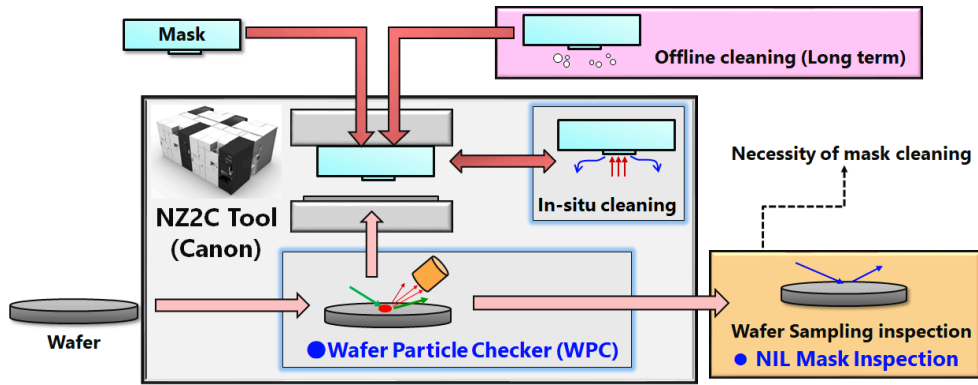 Mask
Offline cleaning (Long term)
In-situ cleaning
Necessity of mask cleaning
NZ2C Tool
(Canon)
Wafer
Wafer Particle Checker (WPC)
Wafer Sampling inspection
NIL Mask Inspection